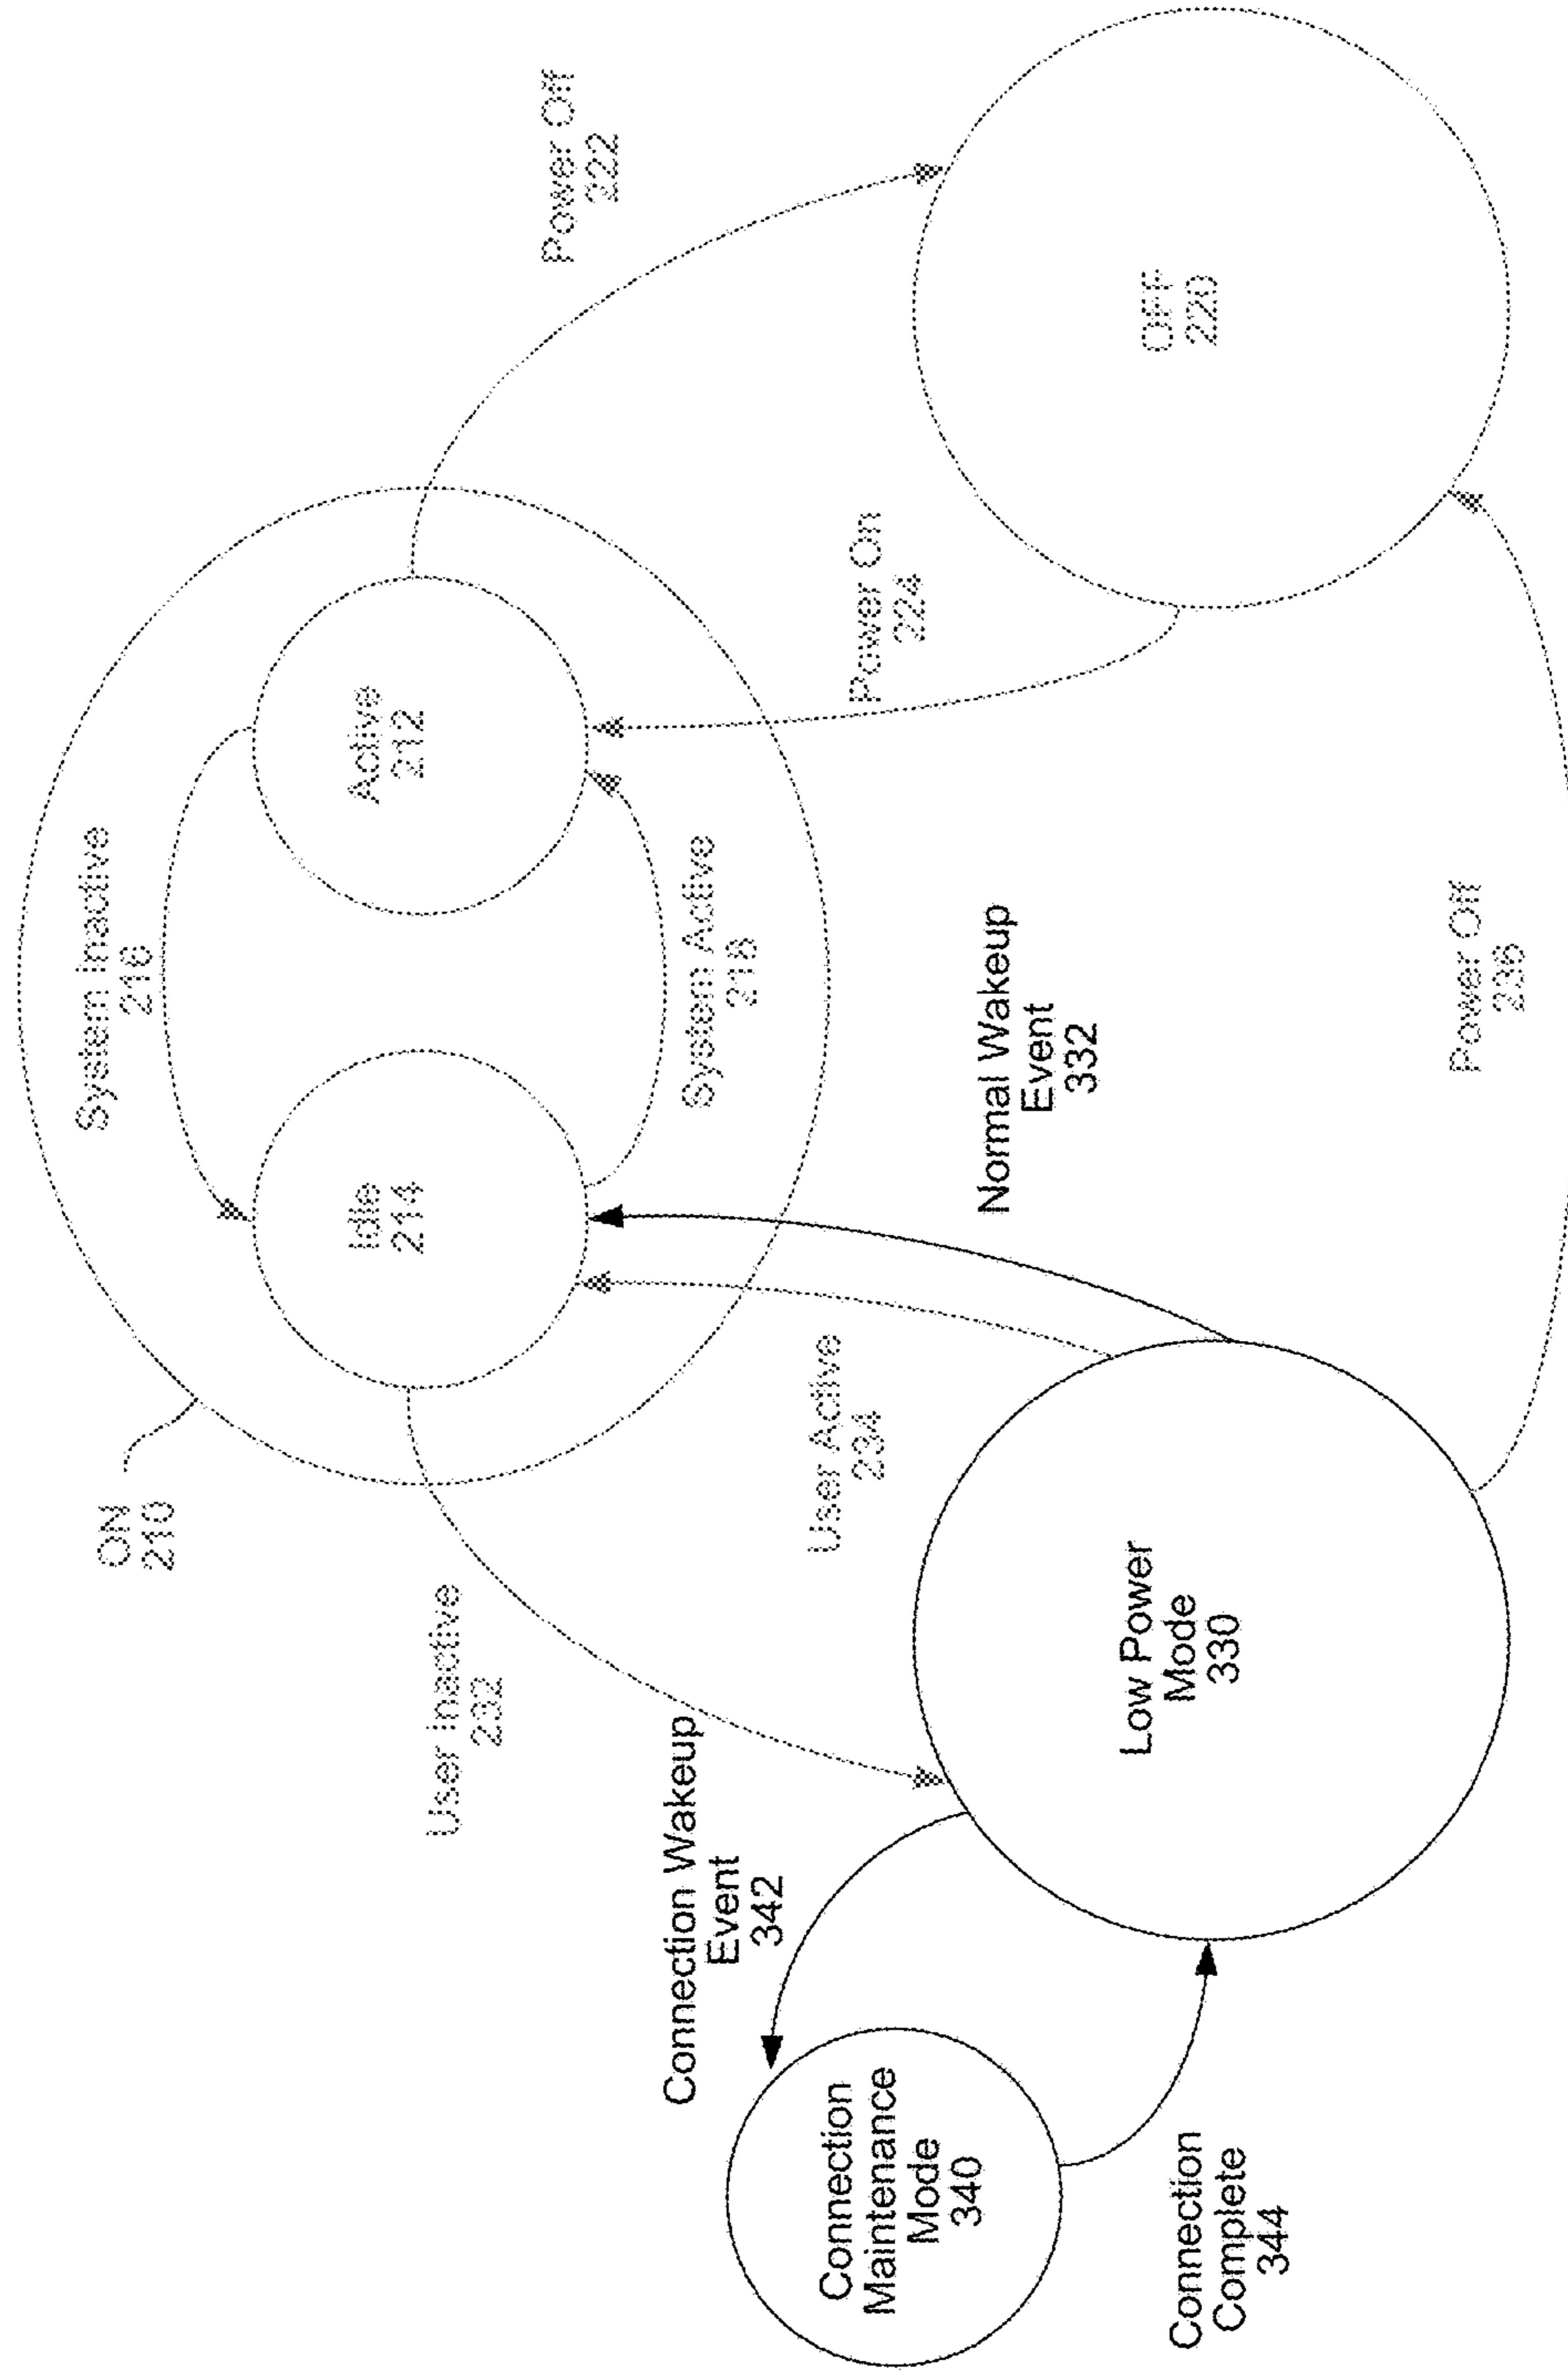 ON
210
System Inactive
216
Idle
214
Active
212
System Active
218
User Inactive
232
User Active
234
Power Off
222
Power On
224
Connection Wakeup
Event
342
Normal Wakeup
Event
332
Connection
Maintenance
Mode
340
Low Power
Mode
330
OFF
220
Connection
Complete
344
Power Off
236